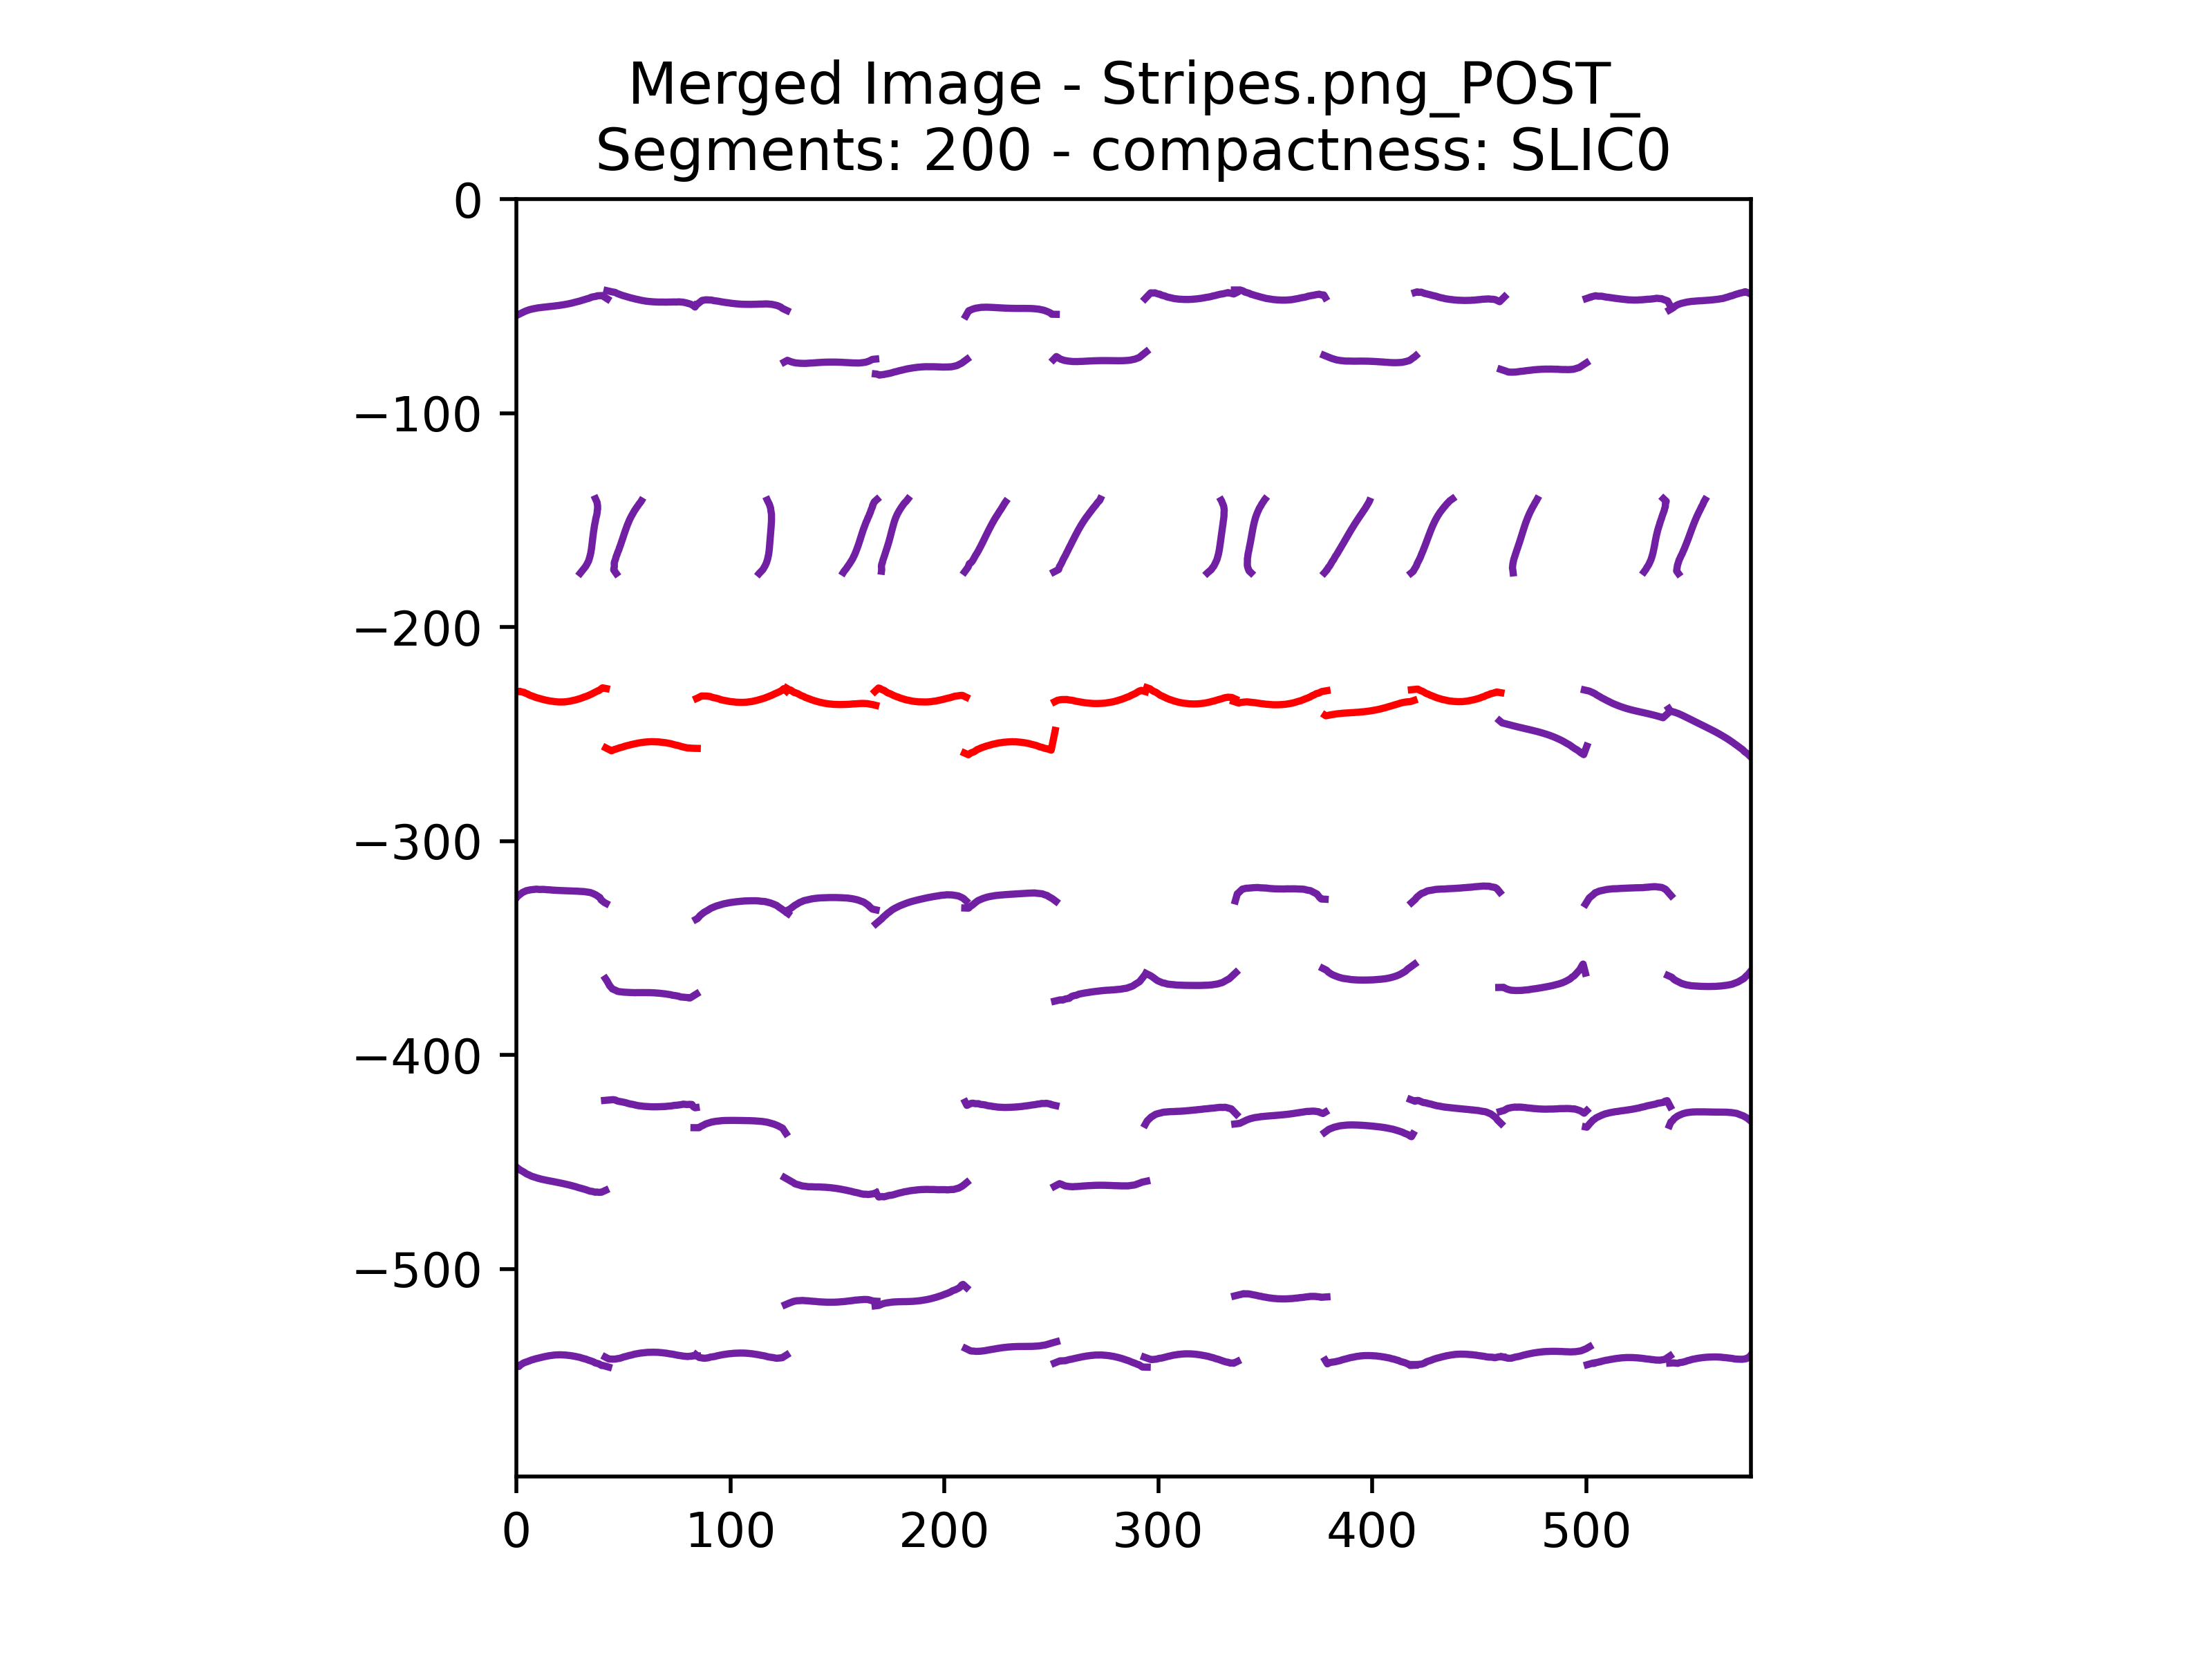 Merged Image - Stripes.png_POST_
Segments: 200 - compactness: SLIC0
0
−100
−200
−300
−400
−500
0 100 200 300 400 500